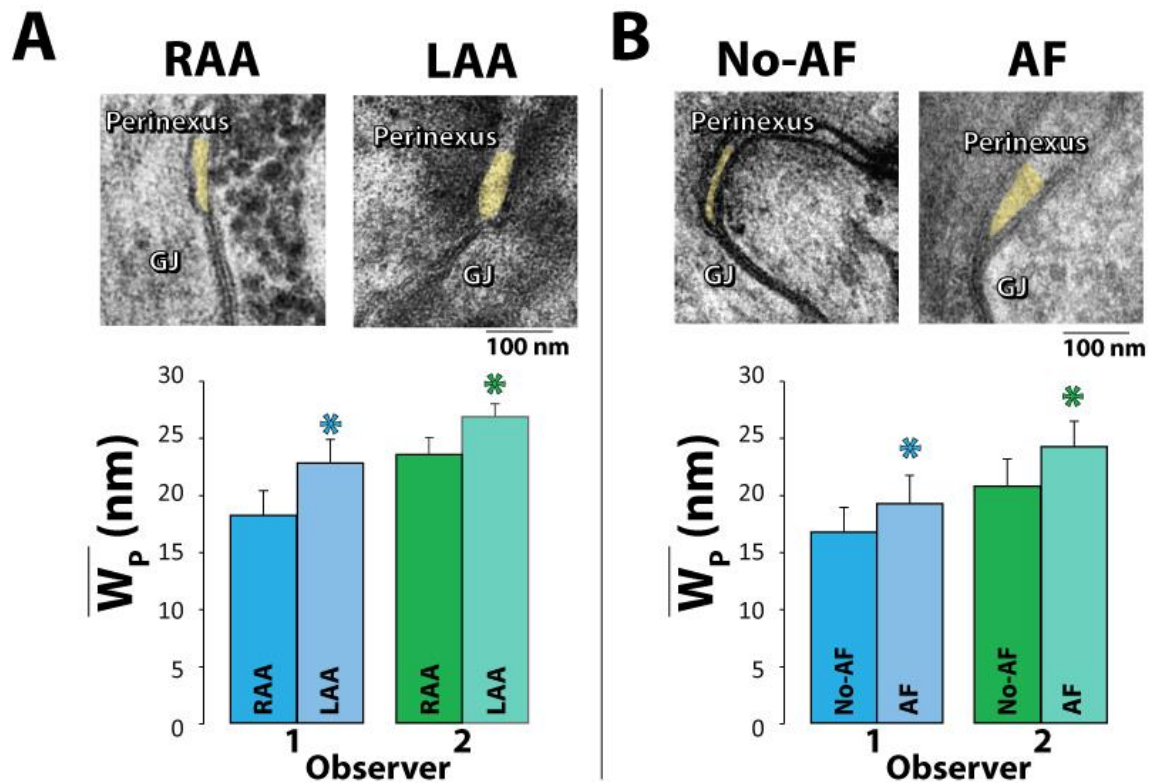 A
RAA
LAA
Perinexus
GJ
Perinexus
GJ
100 nm
30
25
20
15
10
5
0
W̅P (nm)
*
*
RAA
LAA
RAA
LAA
1
2
Observer
B
No-AF
AF
Perinexus
GJ
Perinexus
GJ
100 nm
30
25
20
15
10
5
0
W̅P (nm)
*
*
No-AF
AF
No-AF
AF
1
2
Observer